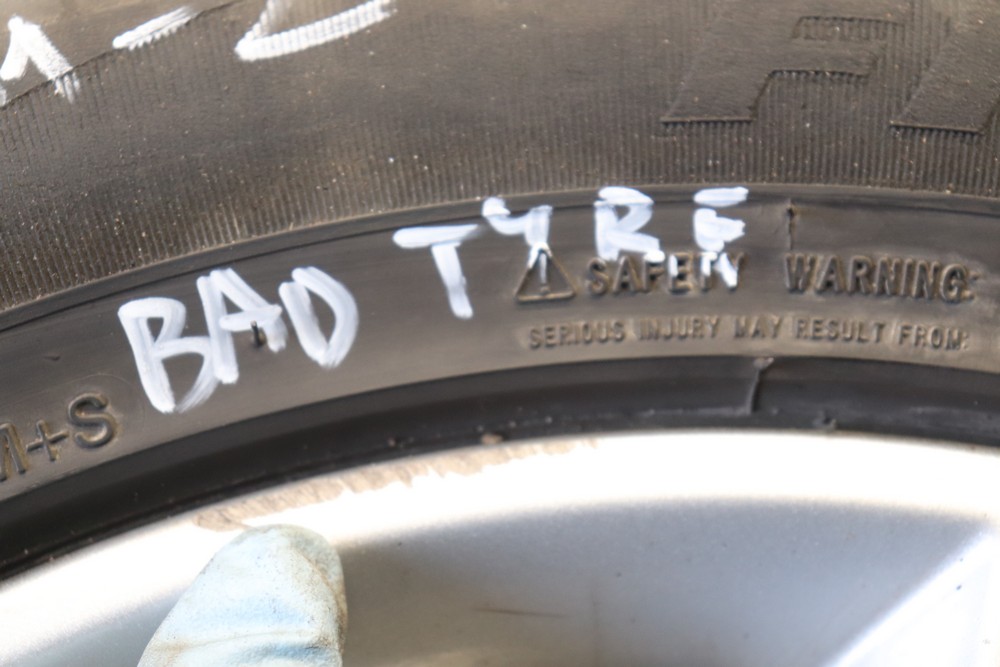 BAD TYRE
SAFETY WARNING:
SERIOUS INJURY MAY RESULT FROM:
M+S